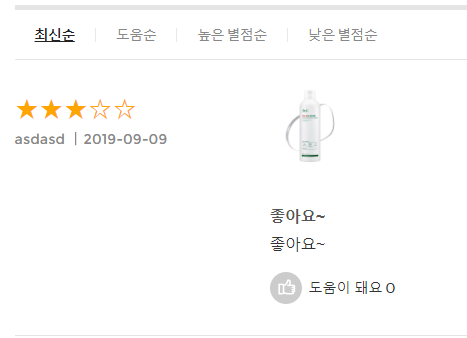 최신순 도움순 높은 별점순 낮은 별점순
★★★☆☆
asdasd | 2019-09-09
좋아요~
좋아요~
도움이 돼요 0